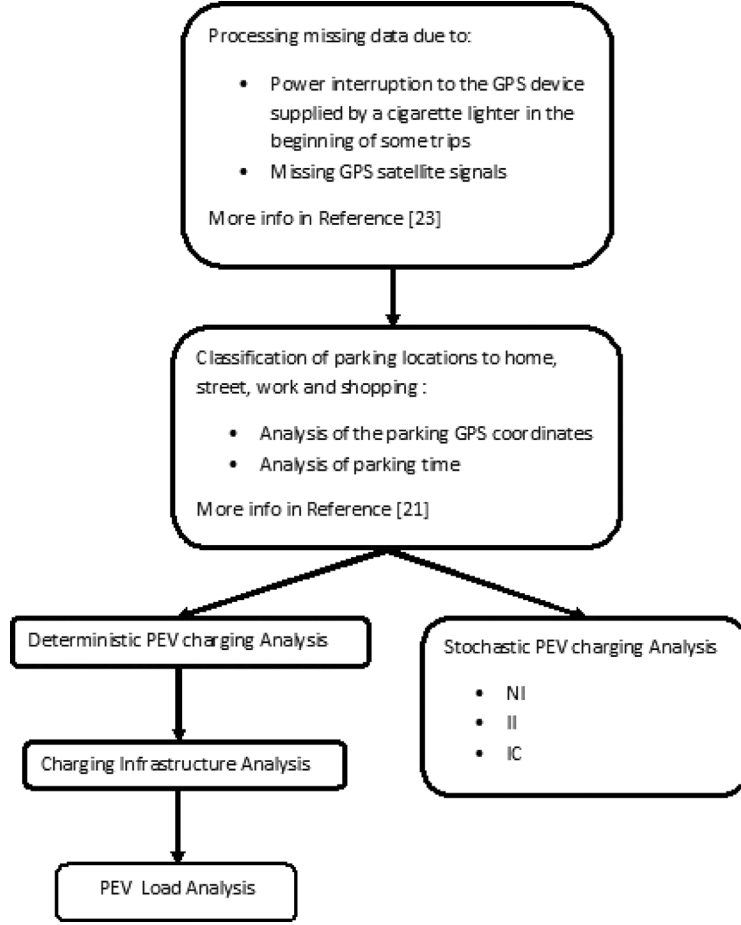 Processing missing data due to:
• Power interruption to the GPS device
supplied by a cigarette lighter in the
beginning of some trips
• Missing GPS satellite signals
More info in Reference [23]
Classification of parking locations to home,
street, work and shopping :
• Analysis of the parking GPS coordinates
• Analysis of parking time
More info in Reference [21]
Deterministic PEV charging Analysis
Charging Infrastructure Analysis
PEV Load Analysis
Stochastic PEV charging Analysis
• NI
• II
• IC